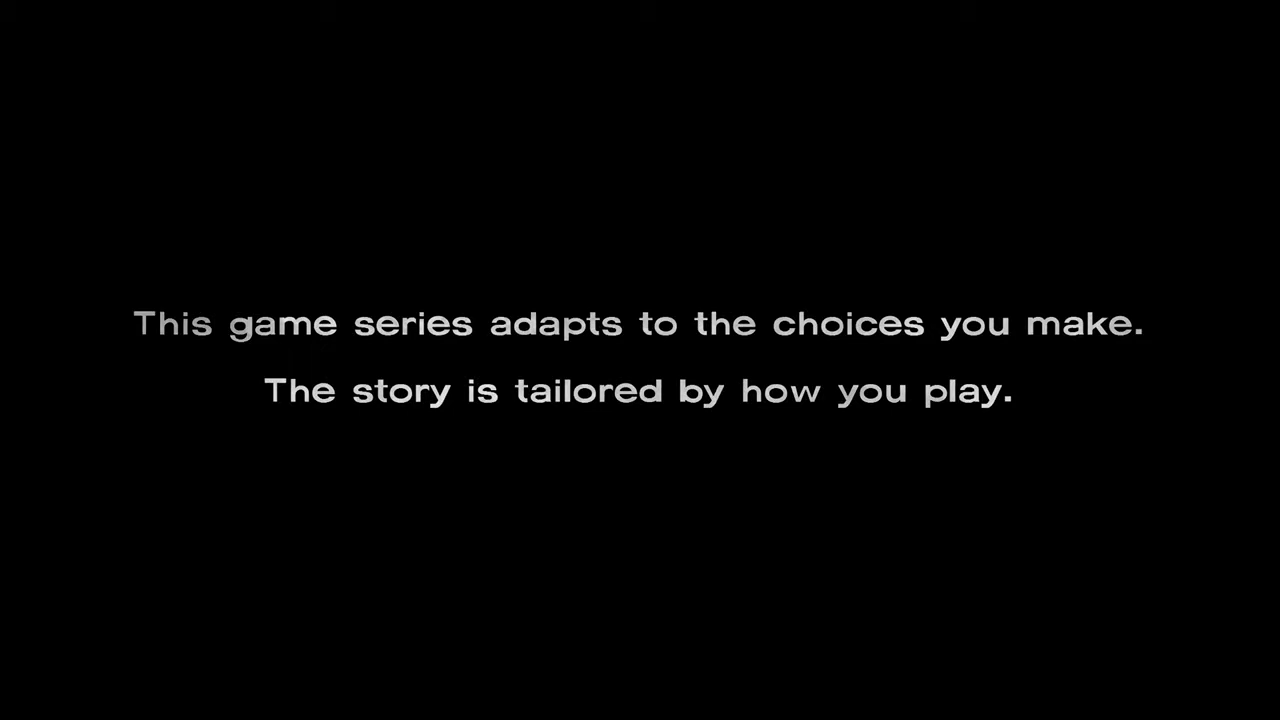 This game series adapts to the choices you make.
The story is tailored by how you play.